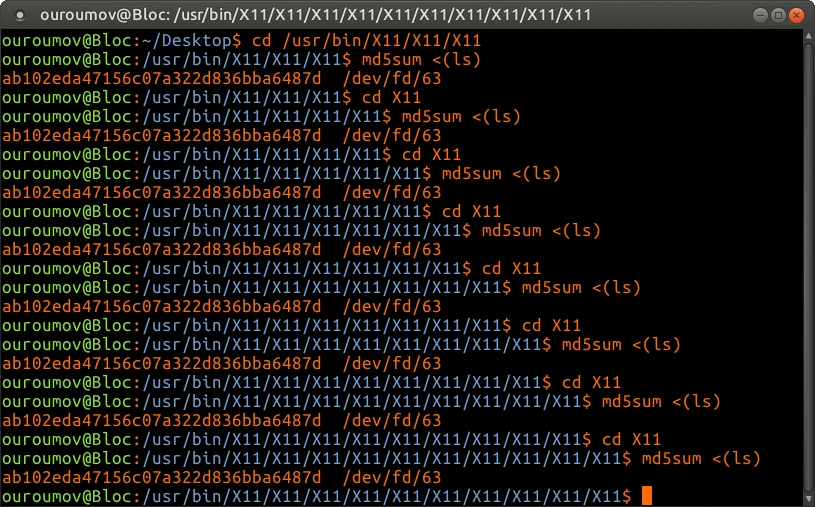 ouroumov@Bloc: /usr/bin/X11/X11/X11/X11/X11/X11/X11/X11/X11/X11
ouroumov@Bloc:~/Desktop$ cd /usr/bin/X11/X11/X11
ouroumov@Bloc:/usr/bin/X11/X11/X11$ md5sum <(ls)
ab102eda47156c07a322d836bba6487d  /dev/fd/63
ouroumov@Bloc:/usr/bin/X11/X11/X11$ cd X11
ouroumov@Bloc:/usr/bin/X11/X11/X11/X11$ md5sum <(ls)
ab102eda47156c07a322d836bba6487d  /dev/fd/63
ouroumov@Bloc:/usr/bin/X11/X11/X11/X11$ cd X11
ouroumov@Bloc:/usr/bin/X11/X11/X11/X11/X11$ md5sum <(ls)
ab102eda47156c07a322d836bba6487d  /dev/fd/63
ouroumov@Bloc:/usr/bin/X11/X11/X11/X11/X11$ cd X11
ouroumov@Bloc:/usr/bin/X11/X11/X11/X11/X11/X11$ md5sum <(ls)
ab102eda47156c07a322d836bba6487d  /dev/fd/63
ouroumov@Bloc:/usr/bin/X11/X11/X11/X11/X11/X11$ cd X11
ouroumov@Bloc:/usr/bin/X11/X11/X11/X11/X11/X11/X11$ md5sum <(ls)
ab102eda47156c07a322d836bba6487d  /dev/fd/63
ouroumov@Bloc:/usr/bin/X11/X11/X11/X11/X11/X11/X11$ cd X11
ouroumov@Bloc:/usr/bin/X11/X11/X11/X11/X11/X11/X11/X11$ md5sum <(ls)
ab102eda47156c07a322d836bba6487d  /dev/fd/63
ouroumov@Bloc:/usr/bin/X11/X11/X11/X11/X11/X11/X11/X11$ cd X11
ouroumov@Bloc:/usr/bin/X11/X11/X11/X11/X11/X11/X11/X11/X11$ md5sum <(ls)
ab102eda47156c07a322d836bba6487d  /dev/fd/63
ouroumov@Bloc:/usr/bin/X11/X11/X11/X11/X11/X11/X11/X11/X11$ cd X11
ouroumov@Bloc:/usr/bin/X11/X11/X11/X11/X11/X11/X11/X11/X11/X11$ md5sum <(ls)
ab102eda47156c07a322d836bba6487d  /dev/fd/63
ouroumov@Bloc:/usr/bin/X11/X11/X11/X11/X11/X11/X11/X11/X11/X11$